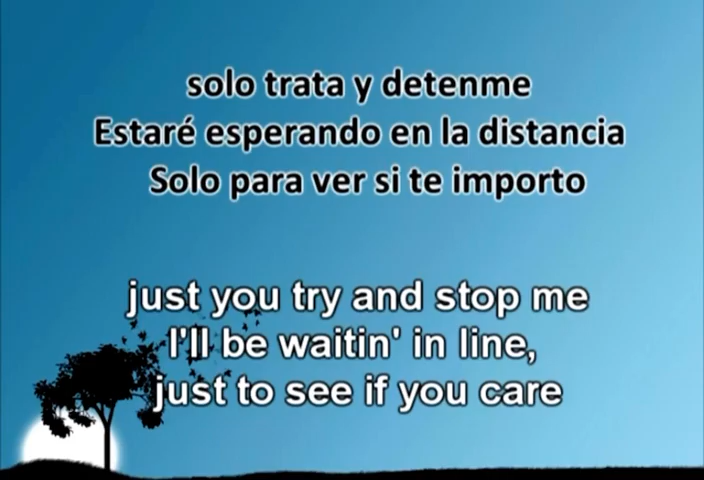 solo trata y detenme
Estaré esperando en la distancia
Solo para ver si te importo
just you try and stop me
I'll be waitin' in line,
just to see if you care